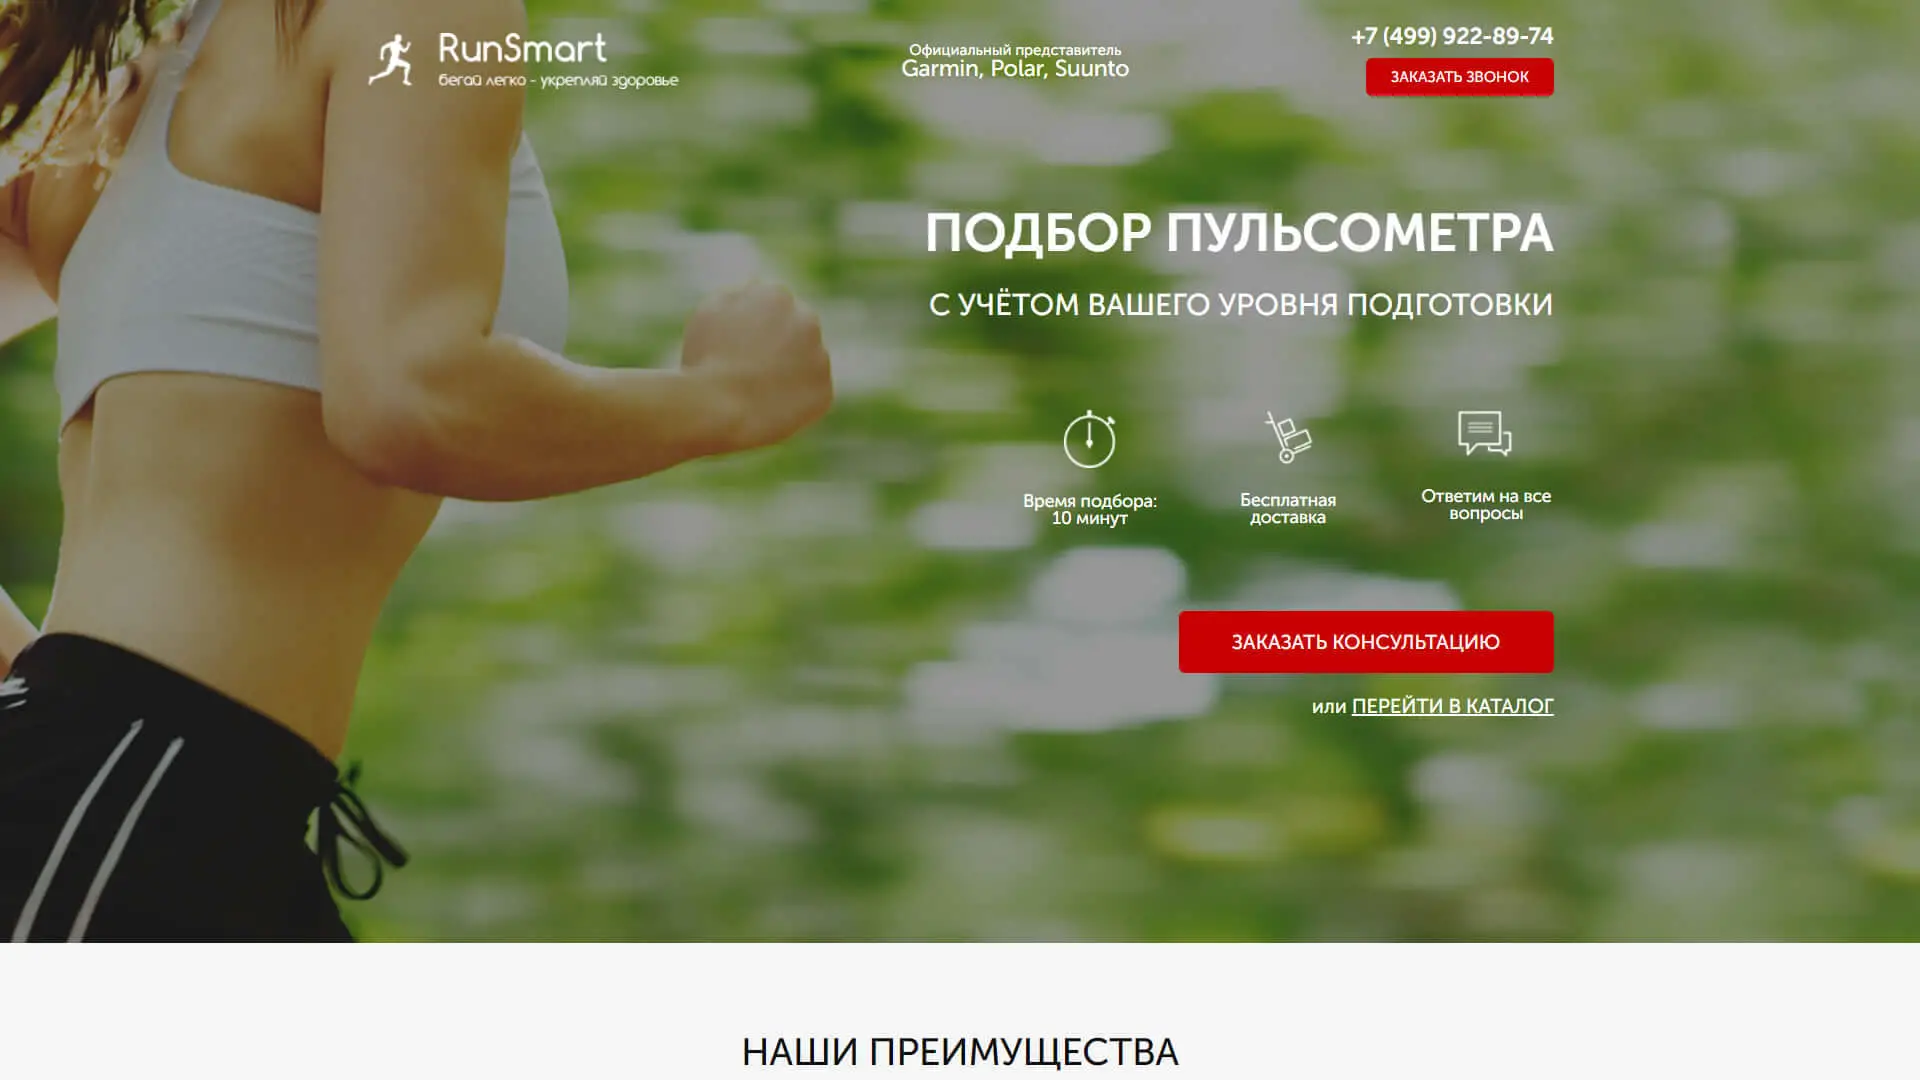 RunSmart
бегай легко - укрепляй здоровье
Официальный представитель
Garmin, Polar, Suunto
+7 (499) 922-89-74
ЗАКАЗАТЬ ЗВОНОК
ПОДБОР ПУЛЬСОМЕТРА
С УЧЁТОМ ВАШЕГО УРОВНЯ ПОДГОТОВКИ
Время подбора:
10 минут
Бесплатная
доставка
Ответим на все
вопросы
ЗАКАЗАТЬ КОНСУЛЬТАЦИЮ
или ПЕРЕЙТИ В КАТАЛОГ
НАШИ ПРЕИМУЩЕСТВА